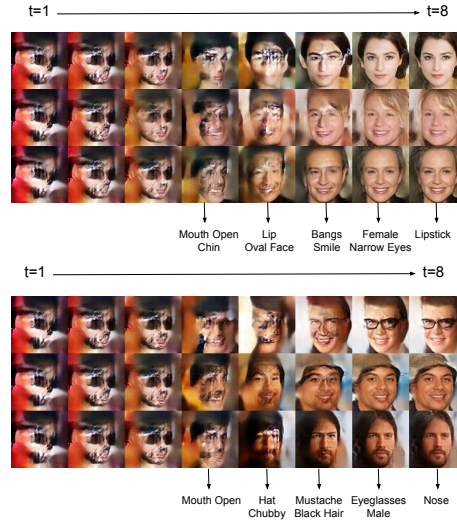 t=1 t=8
Mouth Open Lip Bangs Female Lipstick
Chin Oval Face Smile Narrow Eyes
t=1 t=8
Mouth Open Hat Mustache Eyeglasses Nose
Chubby Black Hair Male